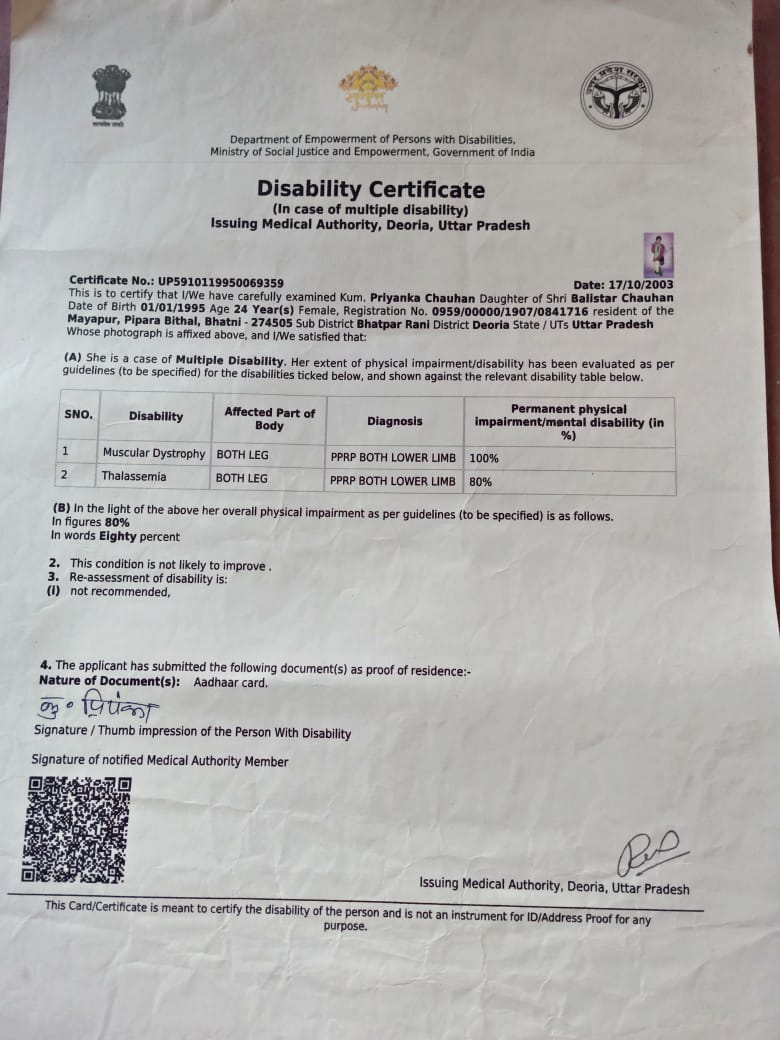 सत्यमेव जयते
उत्तर प्रदेश सरकार
Department of Empowerment of Persons with Disabilities,
Ministry of Social Justice and Empowerment, Government of India
Disability Certificate
(In case of multiple disability)
Issuing Medical Authority, Deoria, Uttar Pradesh
Certificate No.: UP5910119950069359 Date: 17/10/2003
This is to certify that I/We have carefully examined Kum. Priyanka Chauhan Daughter of Shri Balistar Chauhan
Date of Birth 01/01/1995 Age 24 Year(s) Female, Registration No. 0959/00000/1907/0841716 resident of the
Mayapur, Pipara Bithal, Bhatni - 274505 Sub District Bhatpar Rani District Deoria State / UTs Uttar Pradesh
Whose photograph is affixed above, and I/We satisfied that:
(A) She is a case of Multiple Disability. Her extent of physical impairment/disability has been evaluated as per
guidelines (to be specified) for the disabilities ticked below, and shown against the relevant disability table below.
SNO. Disability Affected Part of Body Diagnosis Permanent physical impairment/mental disability (in %)
1 Muscular Dystrophy BOTH LEG PPRP BOTH LOWER LIMB 100%
2 Thalassemia BOTH LEG PPRP BOTH LOWER LIMB 80%
(B) In the light of the above her overall physical impairment as per guidelines (to be specified) is as follows.
In figures 80%
In words Eighty percent
2. This condition is not likely to improve .
3. Re-assessment of disability is:
(i) not recommended,
4. The applicant has submitted the following document(s) as proof of residence:-
Nature of Document(s): Aadhaar card.
कु० प्रियंका
Signature / Thumb impression of the Person With Disability
Signature of notified Medical Authority Member
Issuing Medical Authority, Deoria, Uttar Pradesh
This Card/Certificate is meant to certify the disability of the person and is not an instrument for ID/Address Proof for any
purpose.